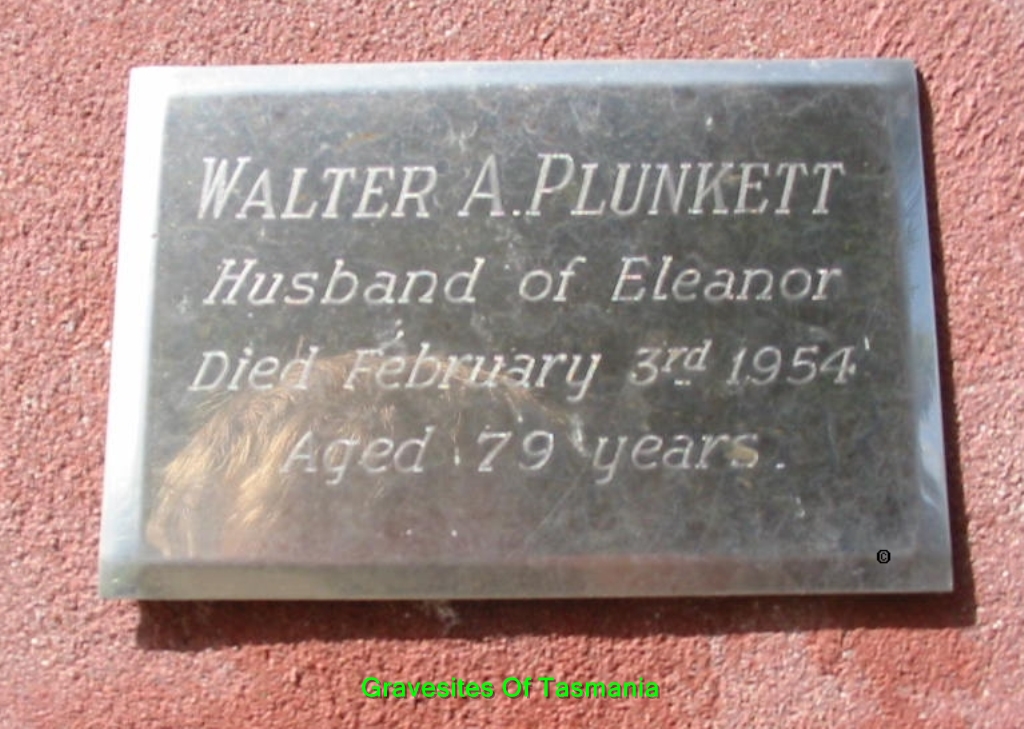 WALTER A. PLUNKETT
Husband of Eleanor
Died February 3rd 1954
Aged 79 years.
©
Gravesites Of Tasmania